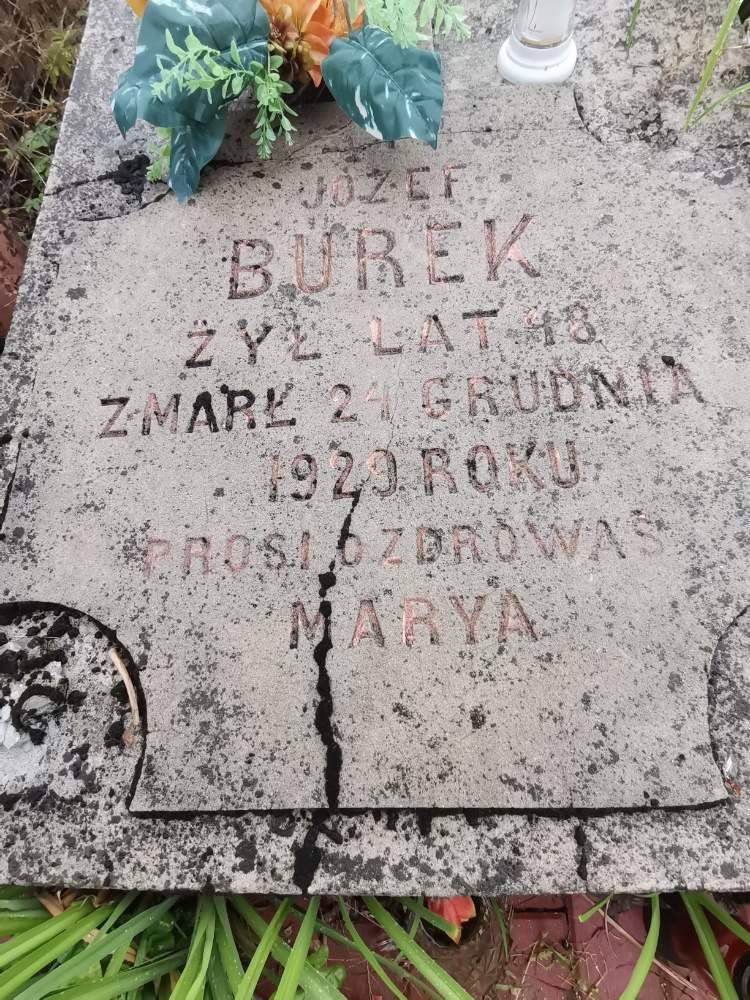 JÓZEF
BUREK
ŻYŁ LAT 48
ZMARŁ 24 GRUDNIA
1929 ROKU
PROSI O ZDROWAŚ
MARYA